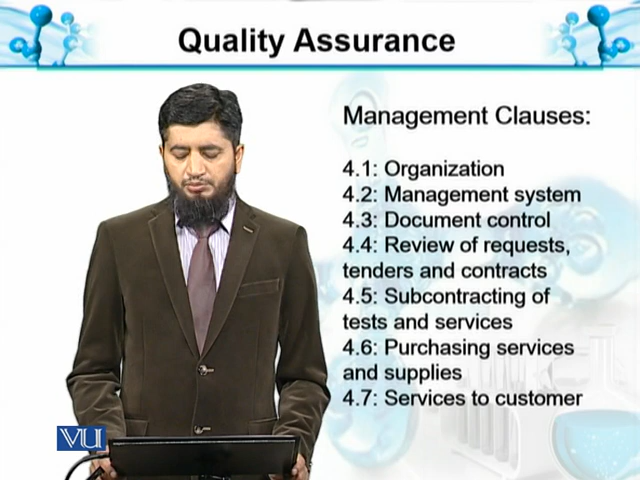 Quality Assurance
Management Clauses:
4.1: Organization
4.2: Management system
4.3: Document control
4.4: Review of requests,
tenders and contracts
4.5: Subcontracting of
tests and services
4.6: Purchasing services
and supplies
4.7: Services to customer
VU